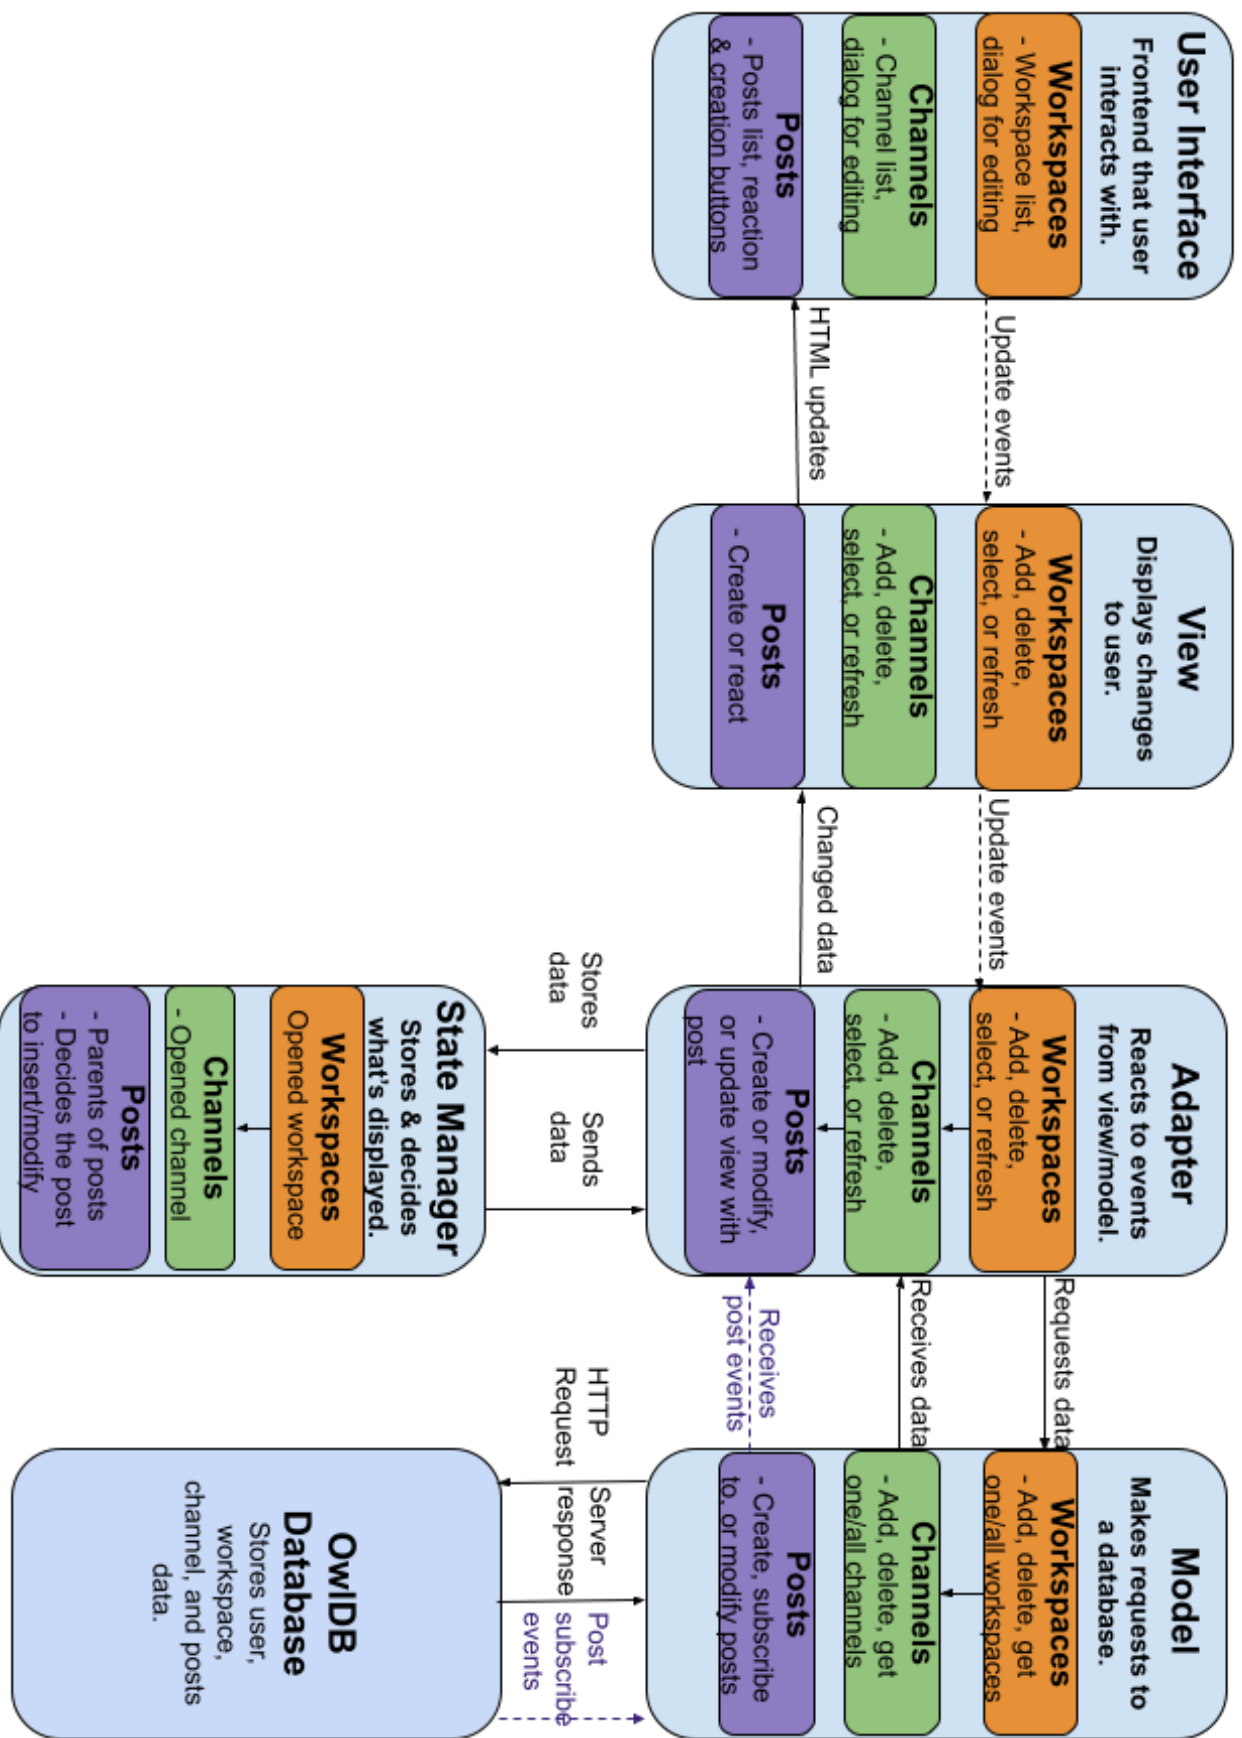 User Interface
Frontend that user
interacts with.
Workspaces
- Workspace list,
dialog for editing
Channels
- Channel list,
dialog for editing
Posts
- Posts list, reaction
& creation buttons
Update events
HTML updates
View
Displays changes
to user.
Workspaces
- Add, delete,
select, or refresh
Channels
- Add, delete,
select, or refresh
Posts
- Create or react
Update events
Changed data
Adapter
Reacts to events
from view/model.
Workspaces
- Add, delete,
select, or refresh
Channels
- Add, delete,
select, or refresh
Posts
- Create or modify,
or update view with
post
Requests data
Receives data
Receives
post events
Model
Makes requests to
a database.
Workspaces
- Add, delete, get
one/all workspaces
Channels
- Add, delete, get
one/all channels
Posts
- Create, subscribe
to, or modify posts
Stores
data
Sends
data
State Manager
Stores & decides
what's displayed.
Workspaces
Opened workspace
Channels
- Opened channel
Posts
- Parents of posts
- Decides the post
to insert/modify
HTTP
Request
Server
response
Post
subscribe
events
OwlDB
Database
Stores user,
workspace,
channel, and posts
data.